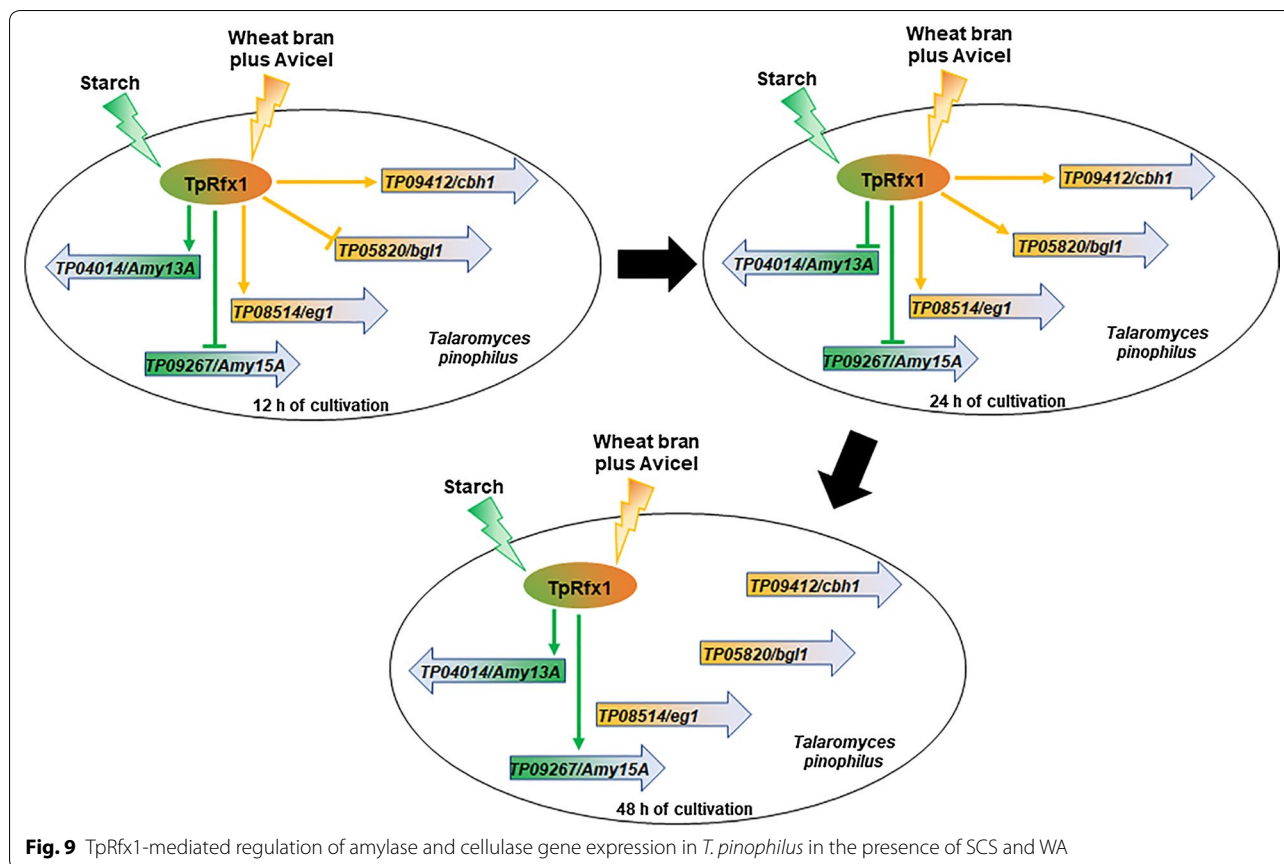 Wheat bran
plus Avicel
Starch
TpRfx1
TP09412/cbh1
TP05820/bgl1
TP04014/Amy13A
TP08514/eg1
Talaromyces
pinophilus
TP09267/Amy15A
12 h of cultivation
Wheat bran
plus Avicel
Starch
TpRfx1
TP09412/cbh1
TP05820/bgl1
TP04014/Amy13A
TP08514/eg1
Talaromyces
pinophilus
TP09267/Amy15A
24 h of cultivation
Wheat bran
plus Avicel
Starch
TpRfx1
TP09412/cbh1
TP05820/bgl1
TP04014/Amy13A
TP08514/eg1
Talaromyces
pinophilus
TP09267/Amy15A
48 h of cultivation
Fig. 9 TpRfx1-mediated regulation of amylase and cellulase gene expression in T. pinophilus in the presence of SCS and WA